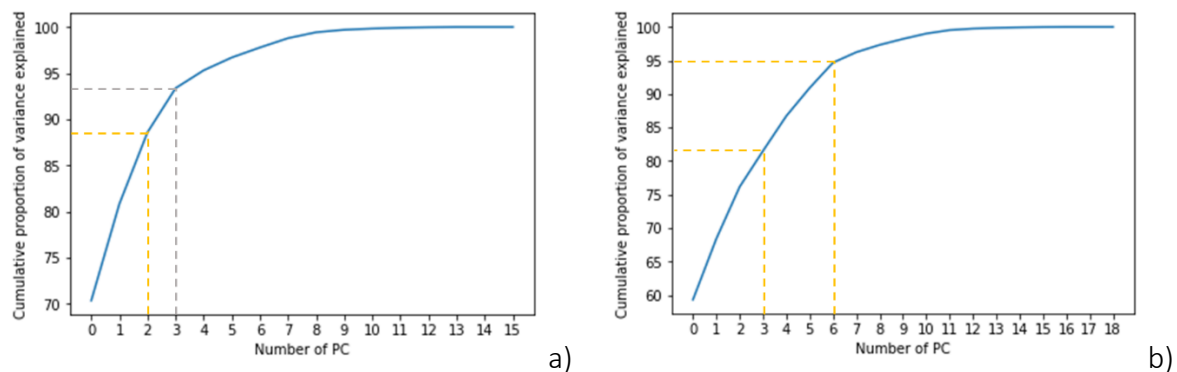 Cumulative proportion of variance explained
100
95
90
85
80
75
70
0 1 2 3 4 5 6 7 8 9 10 11 12 13 14 15
Number of PC
a)
Cumulative proportion of variance explained
100
95
90
85
80
75
70
65
60
0 1 2 3 4 5 6 7 8 9 10 11 12 13 14 15 16 17 18
Number of PC
b)